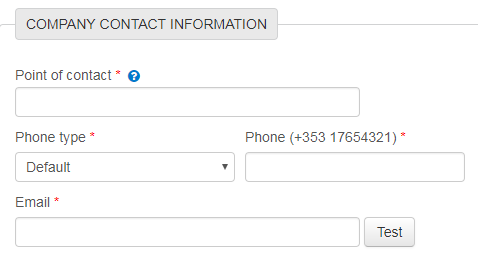 COMPANY CONTACT INFORMATION
Point of contact * ?
Phone type * Phone (+353 17654321) *
Default
Email *
Test